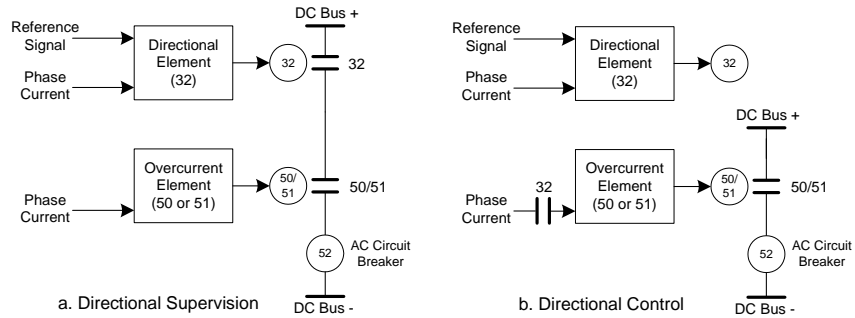 DC Bus +
Reference
Signal
Directional
Element
(32)
32
32
Phase
Current
Overcurrent
Element
(50 or 51)
50/
51
50/51
Phase
Current
52
AC Circuit
Breaker
DC Bus -
a. Directional Supervision
Reference
Signal
Directional
Element
(32)
32
Phase
Current
DC Bus +
32
Overcurrent
Element
(50 or 51)
50/
51
50/51
Phase
Current
52
AC Circuit
Breaker
DC Bus -
b. Directional Control